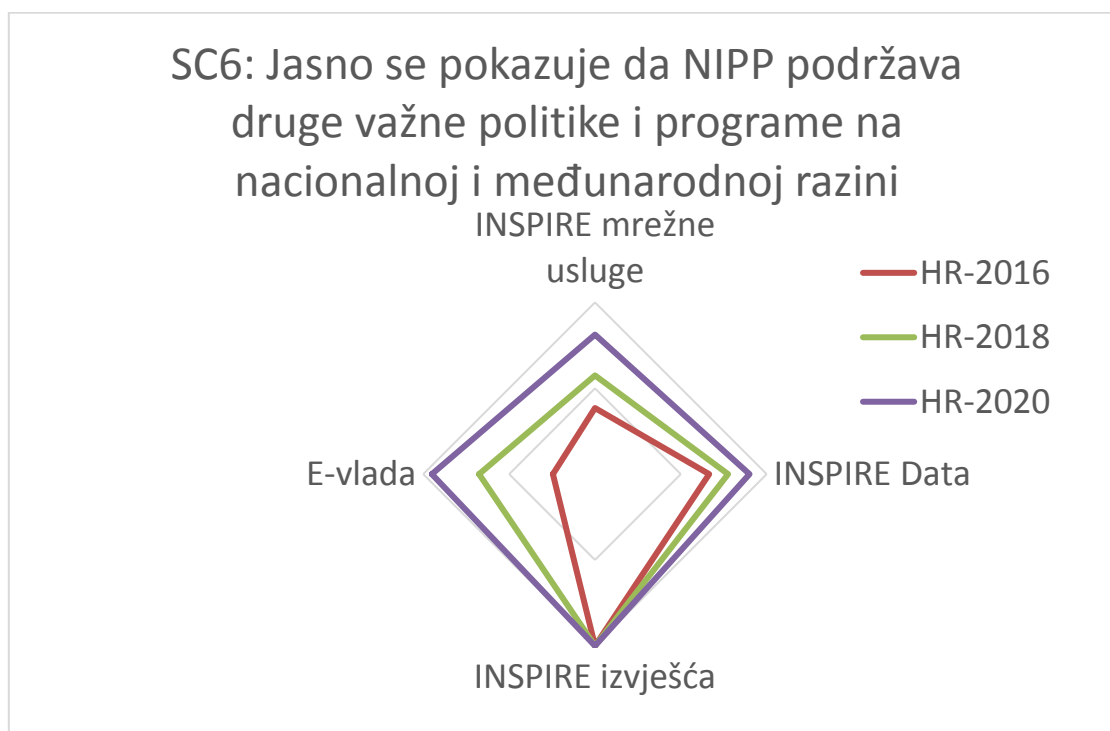 SC6: Jasno se pokazuje da NIPP podržava
druge važne politike i programe na
nacionalnoj i međunarodnoj razini
INSPIRE mrežne
usluge
HR-2016
HR-2018
HR-2020
E-vlada
INSPIRE Data
INSPIRE izvješća